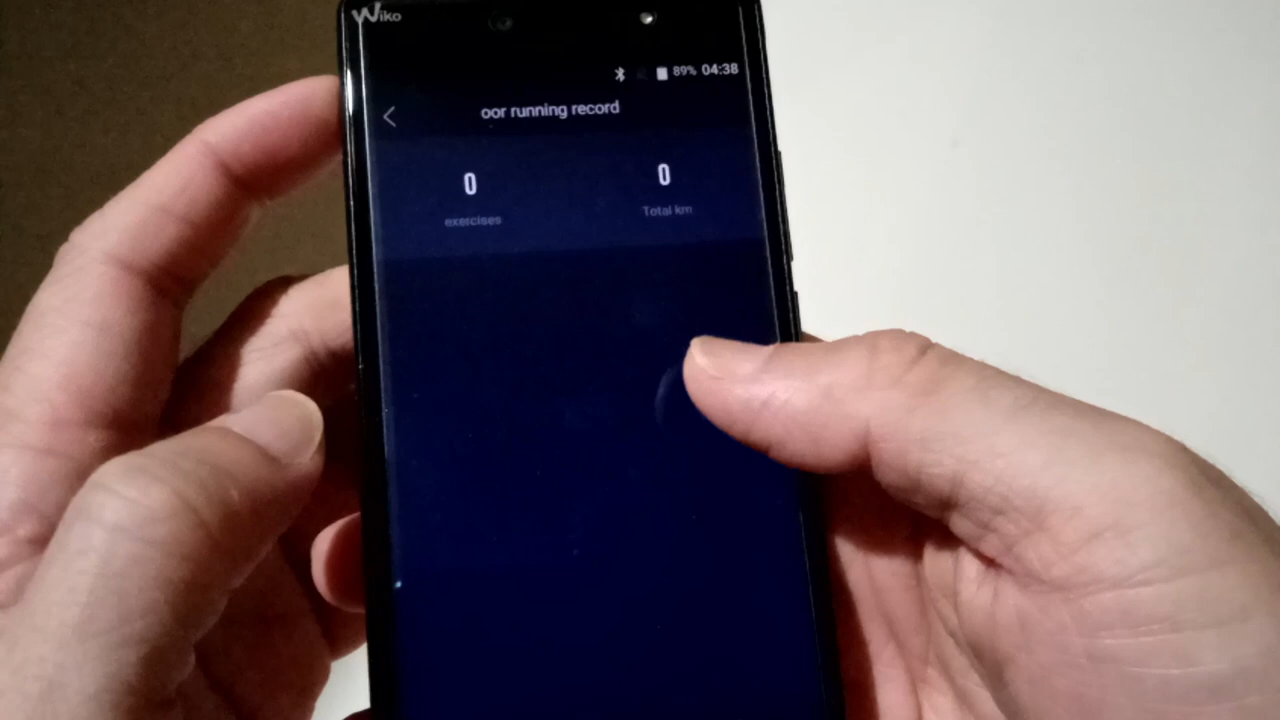 Wiko
89% 04:38
oor running record
0 0
exercises Total km